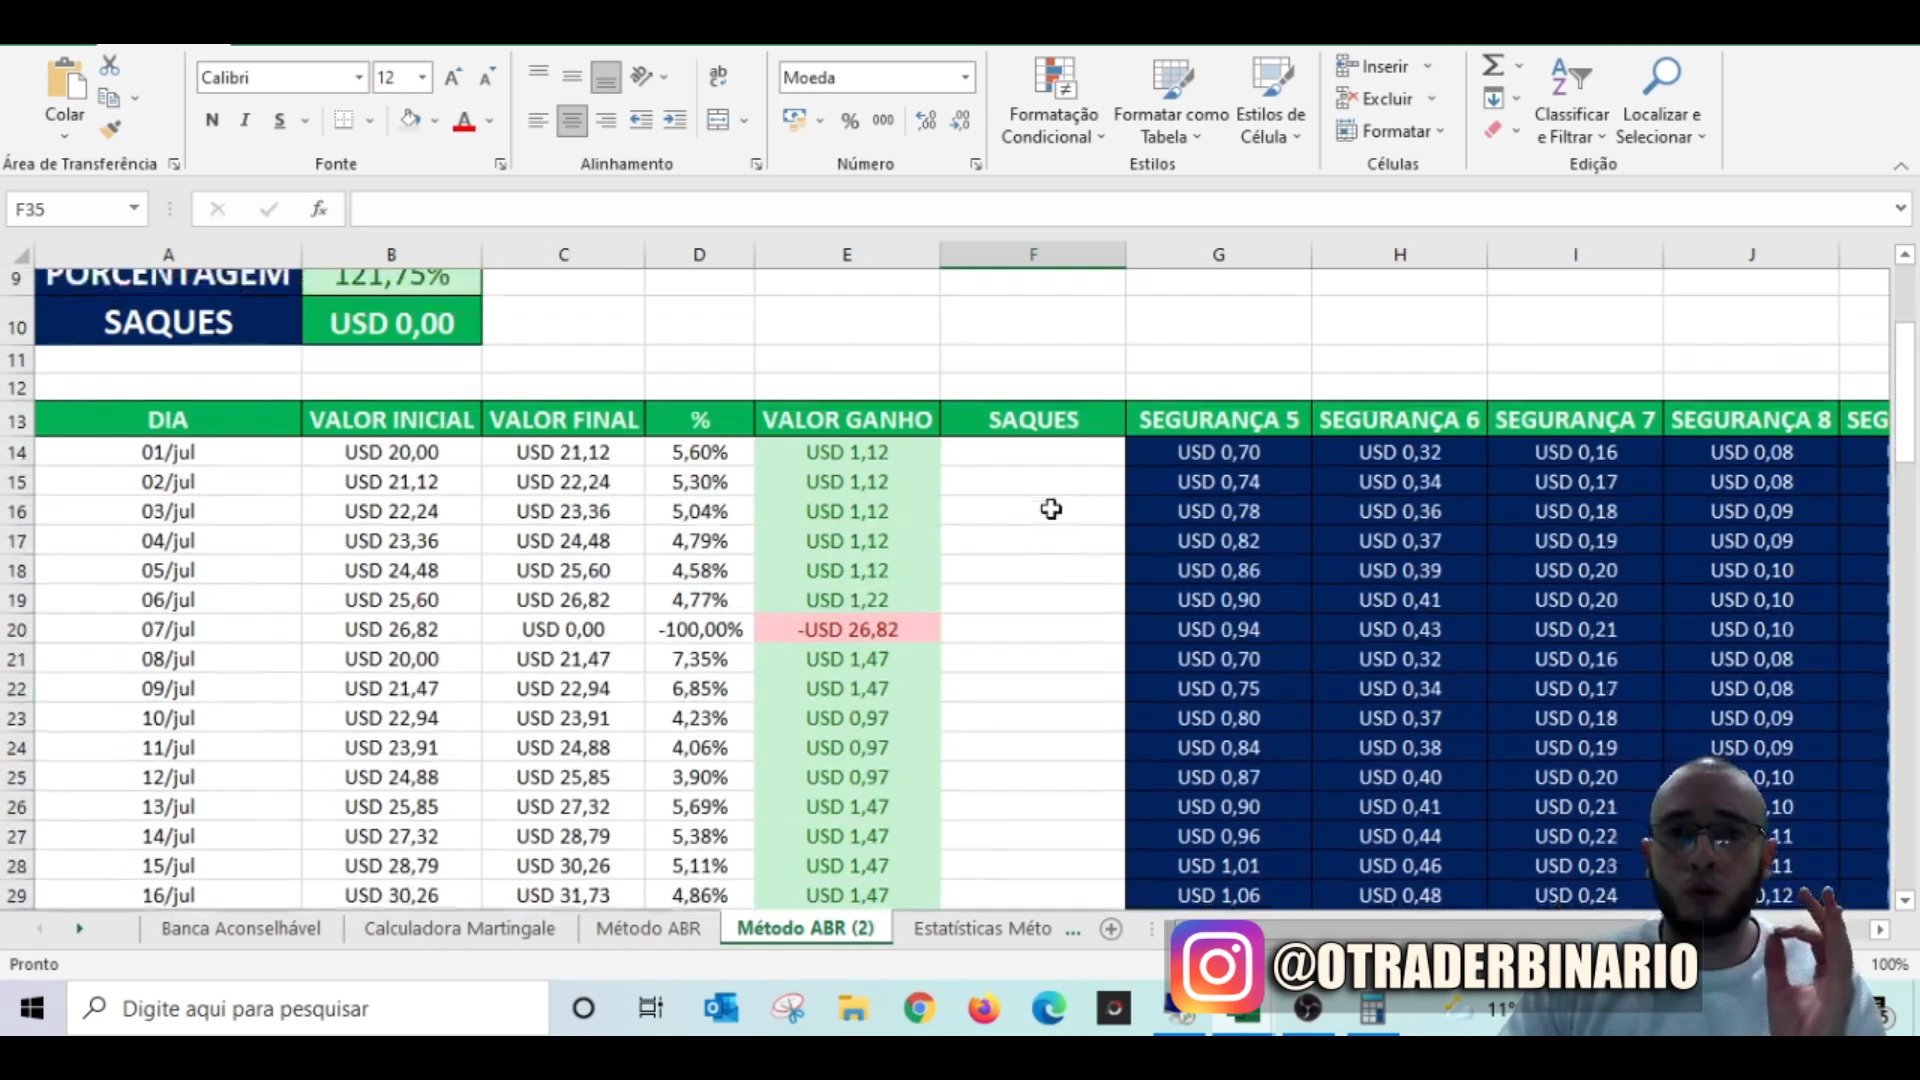 Colar
Área de Transferência
Calibri
12
N I S
Fonte
ab
Alinhamento
Moeda
% 000
Número
Formatação Condicional
Formatar como Tabela
Estilos de Célula
Estilos
Inserir
Excluir
Formatar
Células
Classificar e Filtrar
Localizar e Selecionar
Edição
F35
fx
A B C D E F G H I J
9 PORCENTAGEM 121,75%
10 SAQUES USD 0,00
11
12
13 DIA VALOR INICIAL VALOR FINAL % VALOR GANHO SAQUES SEGURANÇA 5 SEGURANÇA 6 SEGURANÇA 7 SEGURANÇA 8 SEG
14 01/jul USD 20,00 USD 21,12 5,60% USD 1,12 USD 0,70 USD 0,32 USD 0,16 USD 0,08
15 02/jul USD 21,12 USD 22,24 5,30% USD 1,12 USD 0,74 USD 0,34 USD 0,17 USD 0,08
16 03/jul USD 22,24 USD 23,36 5,04% USD 1,12 USD 0,78 USD 0,36 USD 0,18 USD 0,09
17 04/jul USD 23,36 USD 24,48 4,79% USD 1,12 USD 0,82 USD 0,37 USD 0,19 USD 0,09
18 05/jul USD 24,48 USD 25,60 4,58% USD 1,12 USD 0,86 USD 0,39 USD 0,20 USD 0,10
19 06/jul USD 25,60 USD 26,82 4,77% USD 1,22 USD 0,90 USD 0,41 USD 0,20 USD 0,10
20 07/jul USD 26,82 USD 0,00 -100,00% -USD 26,82 USD 0,94 USD 0,43 USD 0,21 USD 0,10
21 08/jul USD 20,00 USD 21,47 7,35% USD 1,47 USD 0,70 USD 0,32 USD 0,16 USD 0,08
22 09/jul USD 21,47 USD 22,94 6,85% USD 1,47 USD 0,75 USD 0,34 USD 0,17 USD 0,08
23 10/jul USD 22,94 USD 23,91 4,23% USD 0,97 USD 0,80 USD 0,37 USD 0,18 USD 0,09
24 11/jul USD 23,91 USD 24,88 4,06% USD 0,97 USD 0,84 USD 0,38 USD 0,19 USD 0,09
25 12/jul USD 24,88 USD 25,85 3,90% USD 0,97 USD 0,87 USD 0,40 USD 0,20 0,10
26 13/jul USD 25,85 USD 27,32 5,69% USD 1,47 USD 0,90 USD 0,41 USD 0,21 10
27 14/jul USD 27,32 USD 28,79 5,38% USD 1,47 USD 0,96 USD 0,44 USD 0,22 11
28 15/jul USD 28,79 USD 30,26 5,11% USD 1,47 USD 1,01 USD 0,46 USD 0,23 11
29 16/jul USD 30,26 USD 31,73 4,86% USD 1,47 USD 1,06 USD 0,48 USD 0,24 0,12
Banca Aconselhável Calculadora Martingale Método ABR Método ABR (2) Estatísticas Méto ...
Pronto
100%
@OTRADERBINARIO
Digite aqui para pesquisar
11°